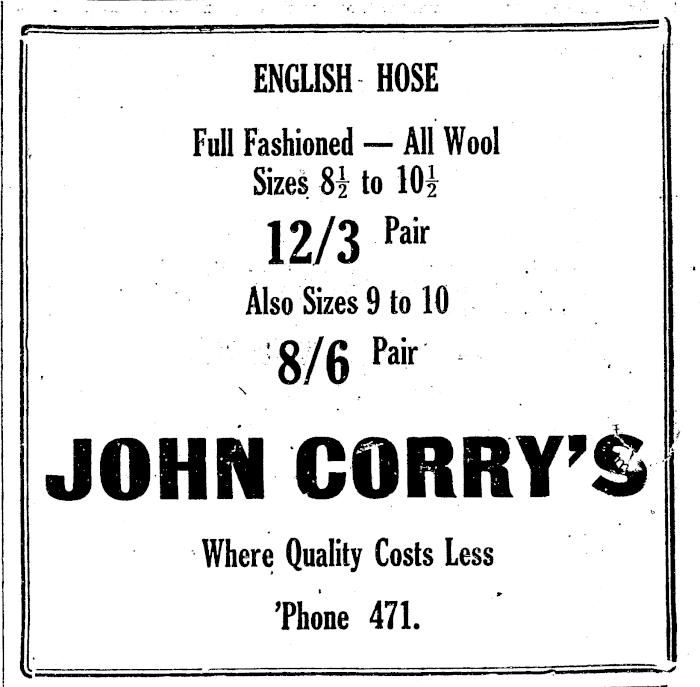 ENGLISH HOSE
Full Fashioned — All Wool
Sizes 8½ to 10½
12/3 Pair
Also Sizes 9 to 10
8/6 Pair
JOHN CORRY'S
Where Quality Costs Less
'Phone 471.